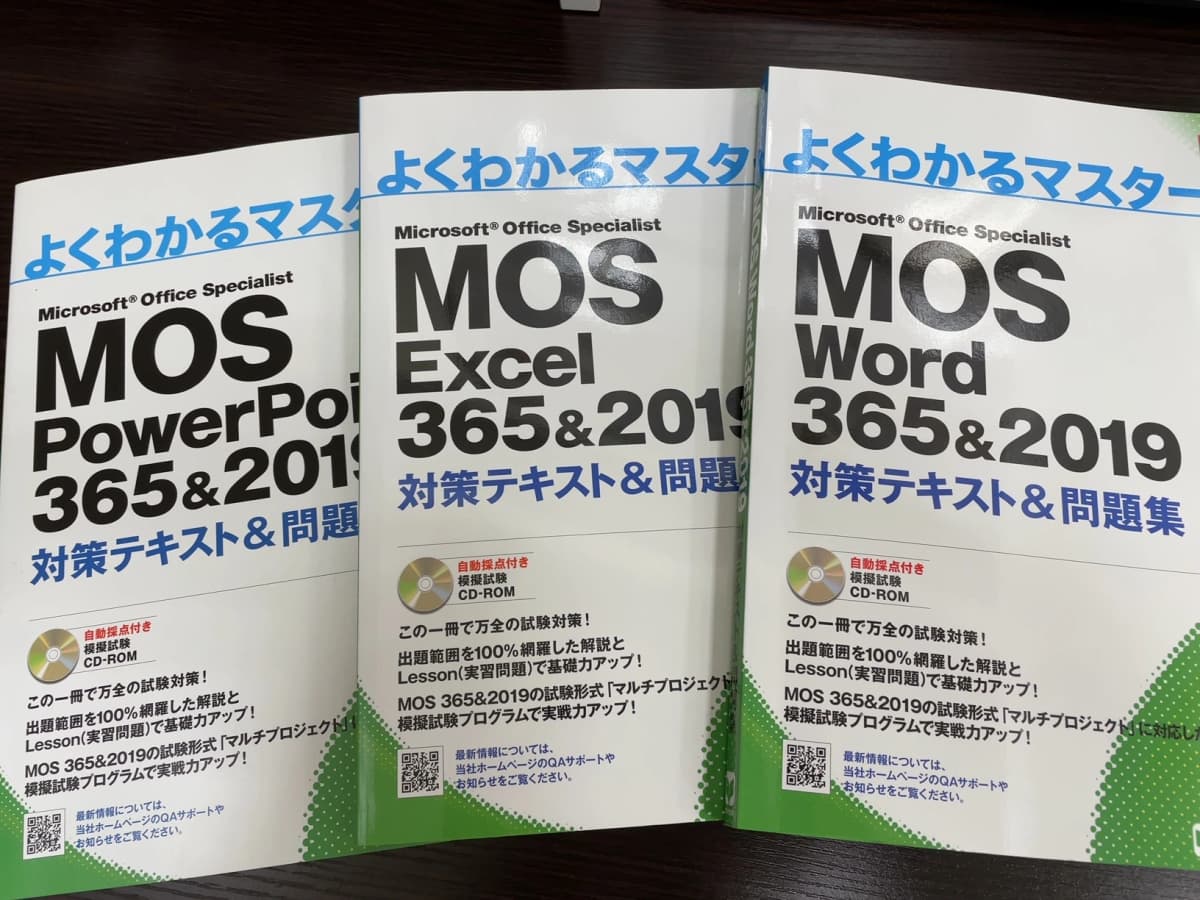 よくわかるマスタ
Microsoft® Office Specialist
MOS
PowerPoi
365&2019
対策テキスト&問題
自動採点付き
模擬試験
CD-ROM
この一冊で万全の試験対策!
出題範囲を100%網羅した解説と
Lesson(実習問題)で基礎力アップ!
MOS 365&2019の試験形式「マルチプロジェクト」に
模擬試験プログラムで実戦力アップ!
最新情報については、
当社ホームページのQAサポートや
お知らせをご覧ください。
よくわかるマスタ
Microsoft® Office Specialist
MOS
Excel
365&2019
対策テキスト&問題
自動採点付き
模擬試験
CD-ROM
この一冊で万全の試験対策!
出題範囲を100%網羅した解説と
Lesson(実習問題)で基礎力アップ!
MOS 365&2019の試験形式「マルチプロジェクト
模擬試験プログラムで実戦力アップ!
最新情報については、
当社ホームページのQAサポートや
お知らせをご覧ください。
MOS Word 365&2019
よくわかるマスター
Microsoft® Office Specialist
MOS
Word
365&2019
対策テキスト&問題集
自動採点付き
模擬試験
CD-ROM
この一冊で万全の試験対策!
出題範囲を100%網羅した解説と
Lesson(実習問題)で基礎力アップ!
MOS 365&2019の試験形式「マルチプロジェクト」に対応した
模擬試験プログラムで実戦力アップ!
最新情報については、
当社ホームページのQAサポートや
お知らせをご覧ください。